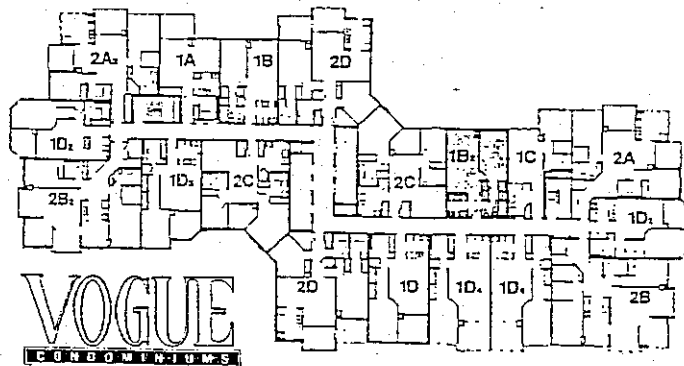 2A₂ 1A 1B 2D
1D₂ 1D₃ 2C 2C 1B₂ 1C 2A
2B₂ 1D₂
2D 1D 1D₄ 1D₄ 2B
VOGUE
CONDOMINIUMS